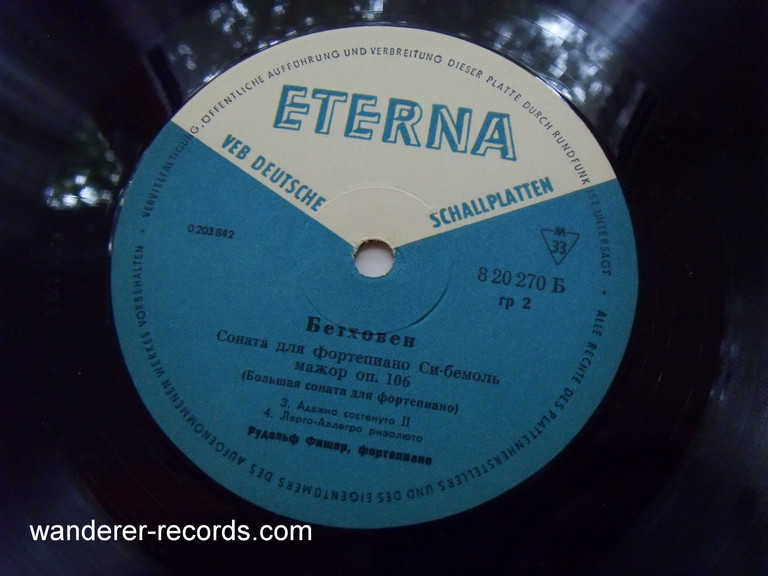 VERVIELFÄLTIGUNG, ÖFFENTLICHE AUFFÜHRUNG UND VERBREITUNG DIESER PLATTE DURCH RUNDFUNK IST UNTERSAGT • ALLE RECHTE DES PLATTENHERSTELLERS UND DES EIGENTÜMERS DES AUFGENOMMENEN WERKES VORBEHALTEN •
ETERNA
VEB DEUTSCHE SCHALLPLATTEN
0 203 842
M 33
8 20 270 Б
гр 2
Бетховен
Соната для фортепиано Си-бемоль
мажор оп. 106
(Большая соната для фортепиано)
3. Адажио состенуто II
4. Ларго-Аллегро ризолюто
Рудольф Фишер, фортепиано
wanderer-records.com